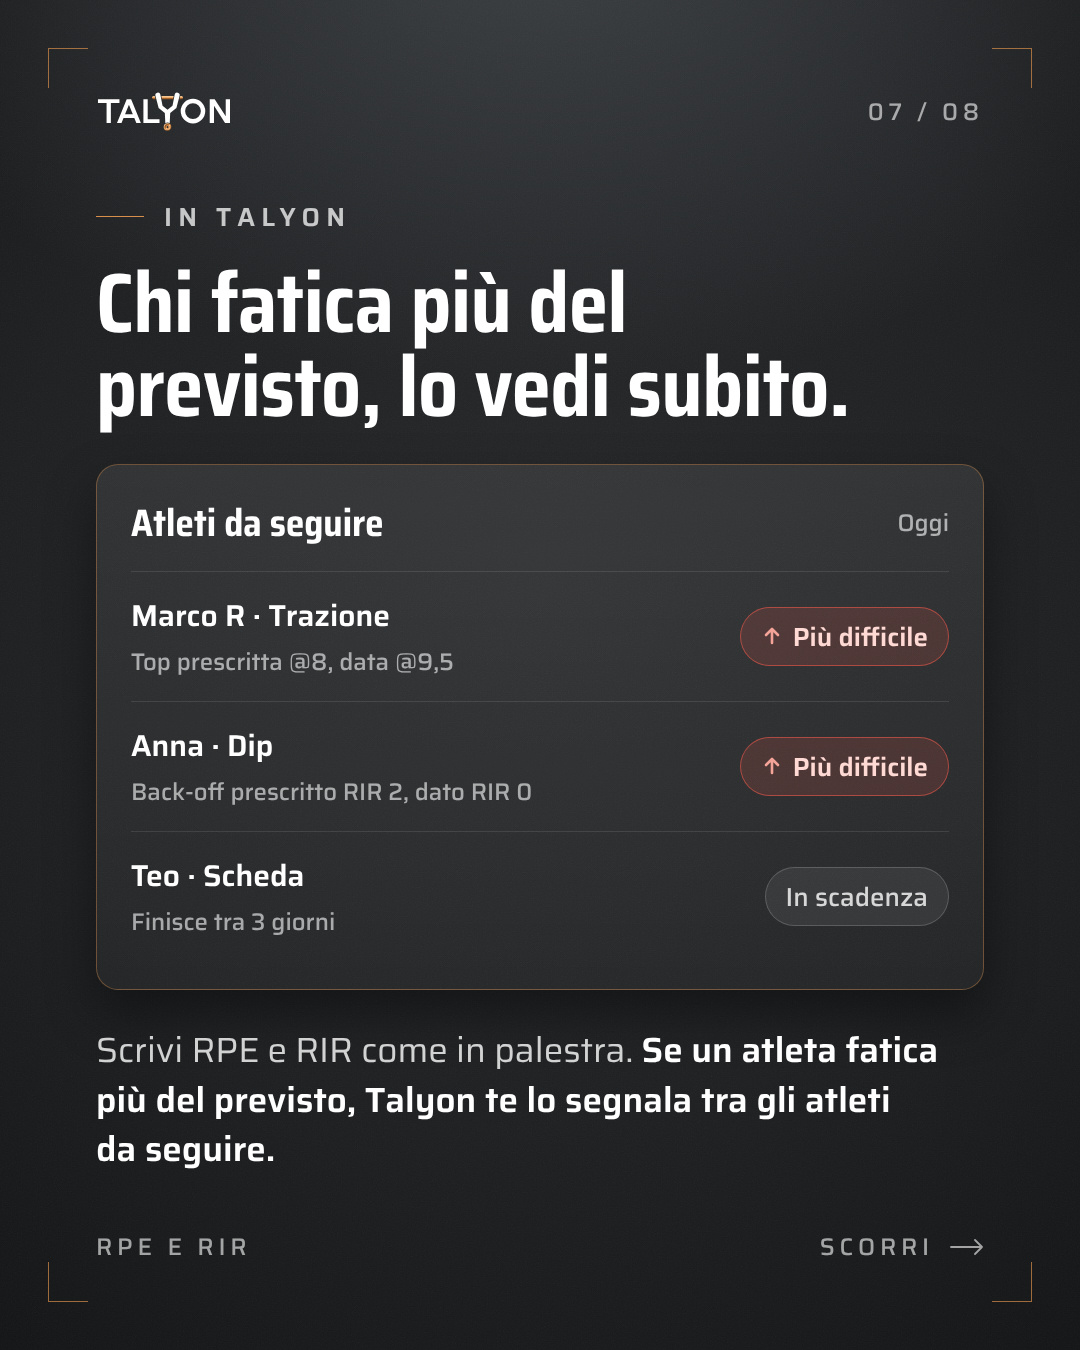 TALYON
07 / 08
IN TALYON
Chi fatica più del
previsto, lo vedi subito.
Atleti da seguire
Oggi
Marco R · Trazione
Top prescritta @8, data @9,5
↑ Più difficile
Anna · Dip
Back-off prescritto RIR 2, dato RIR 0
↑ Più difficile
Teo · Scheda
Finisce tra 3 giorni
In scadenza
Scrivi RPE e RIR come in palestra. Se un atleta fatica
più del previsto, Talyon te lo segnala tra gli atleti
da seguire.
RPE E RIR
SCORRI →